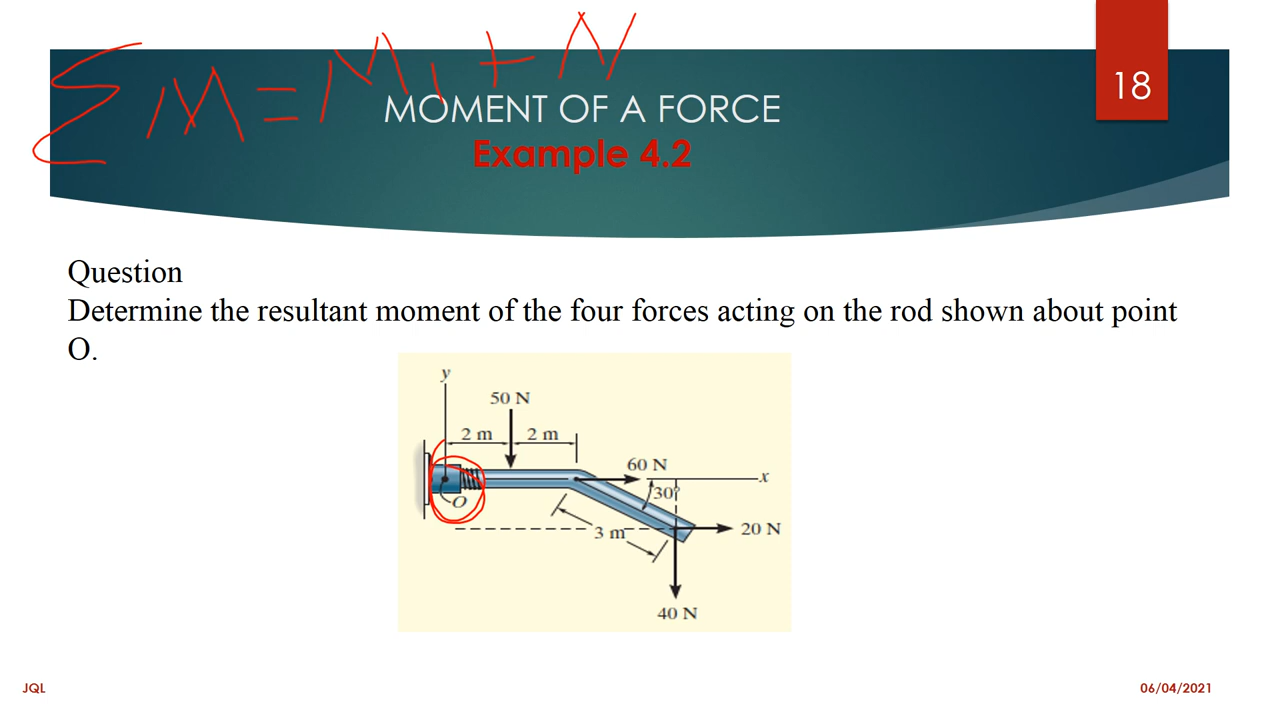 Σ M = M₁ + N
18
MOMENT OF A FORCE
Example 4.2
Question
Determine the resultant moment of the four forces acting on the rod shown about point
O.
y
50 N
2 m 2 m
60 N
x
30°
O
3 m
20 N
40 N
JQL
06/04/2021